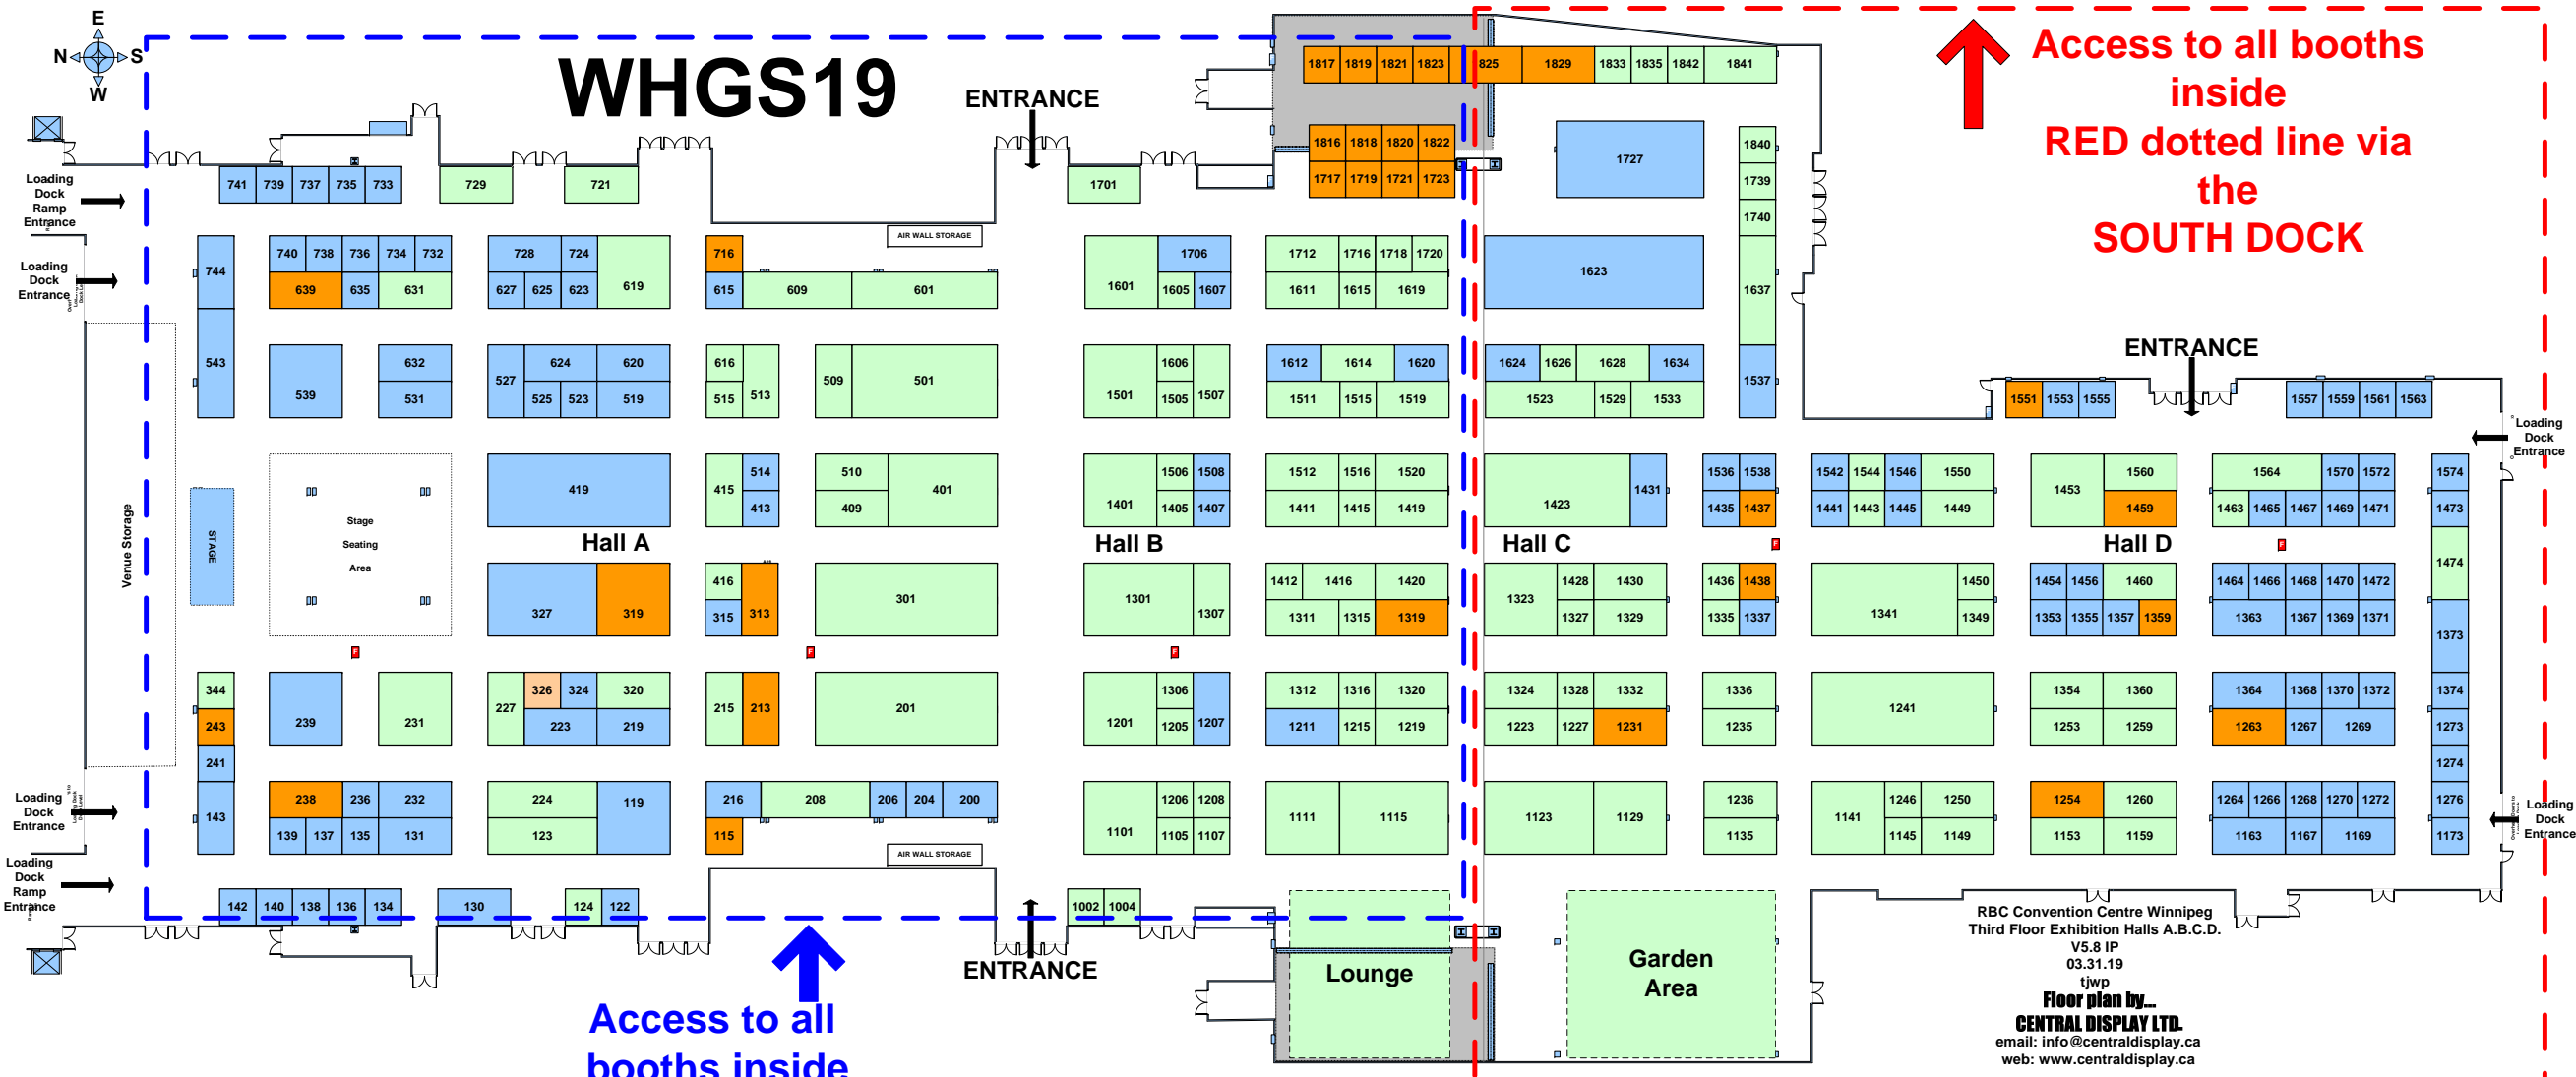 E
N S
W
WHGS19
ENTRANCE
Access to all booths
inside
RED dotted line via
the
SOUTH DOCK
1817 1819 1821 1823 1825 1829 1833 1835 1842 1841
1816 1818 1820 1822
1717 1719 1721 1723
1727
1840
1739
1740
1637
1537
Loading
Dock
Ramp
Entrance
741 739 737 735 733
729
721
1701
AIR WALL STORAGE
Loading
Dock
Entrance
744
543
740 738 736 734 732
639 635 631
728 724 619
627 625 623
716
615 609 601
1601 1706
1605 1607
1712 1716 1718 1720
1611 1615 1619
1623
539
632
531
527 624 620
525 523 519
616 513
515
509 501
1501 1606 1507
1505
1612 1614 1620
1511 1515 1519
1624 1626 1628 1634
1523 1529 1533
ENTRANCE
1551 1553 1555
1557 1559 1561 1563
Loading
Dock
Entrance
Venue Storage
STAGE
Stage
Seating
Area
419
415 514
413
510 401
409
1401 1506 1508
1405 1407
1512 1516 1520
1411 1415 1419
1423 1431
1536 1538
1435 1437
1542 1544 1546 1550
1441 1443 1445 1449
1453 1560
1459
1564 1570 1572
1463 1465 1467 1469 1471
1574
1473
1474
1373
1374
1273
1274
1276
1173
Hall A
Hall B
Hall C
Hall D
F
F
327 319
416 313
315
301
1301 1307
1412 1416 1420
1311 1315 1319
1323 1428 1430
1327 1329
1436 1438
1335 1337
1341 1450
1349
1454 1456 1460
1353 1355 1357 1359
1464 1466 1468 1470 1472
1363 1367 1369 1371
F
F
F
344
243
241
143
239
231
227 326 324 320
223 219
215 213
201
1201 1306 1207
1205
1312 1316 1320
1211 1215 1219
1324 1328 1332
1223 1227 1231
1336
1235
1241
1354 1360
1253 1259
1364 1368 1370 1372
1263 1267 1269
Loading
Dock
Entrance
238 236 232
139 137 135 131
224 119
123
216 208 206 204 200
115
AIR WALL STORAGE
1101 1206 1208
1105 1107
1111 1115
1123 1129
1236
1135
1141 1246 1250
1145 1149
1254 1260
1153 1159
1264 1266 1268 1270 1272
1163 1167 1169
Loading
Dock
Entrance
Loading
Dock
Ramp
Entrance
142 140 138 136 134
130
124 122
1002 1004
ENTRANCE
Lounge
Garden
Area
Access to all
booths inside
RBC Convention Centre Winnipeg
Third Floor Exhibition Halls A.B.C.D.
V5.8 IP
03.31.19
tjwp
Floor plan by...
CENTRAL DISPLAY LTD.
email: info@centraldisplay.ca
web: www.centraldisplay.ca